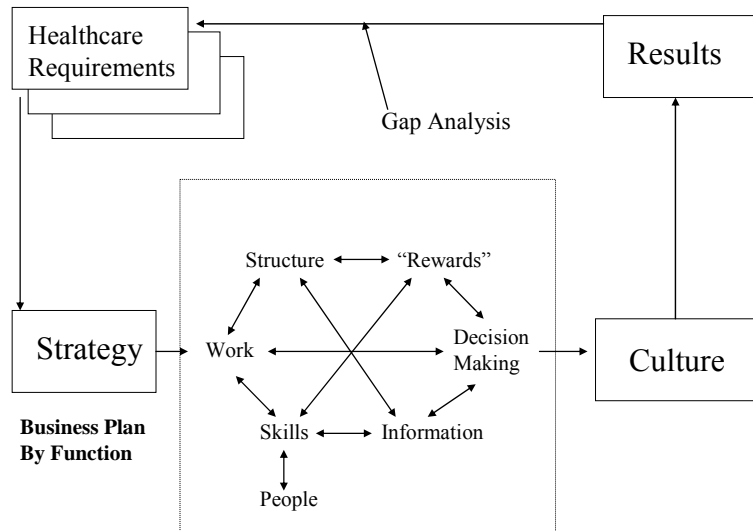 Healthcare
Requirements
Results
Gap Analysis
Structure
“Rewards”
Strategy
Work
Decision
Making
Culture
Business Plan
By Function
Skills
Information
People